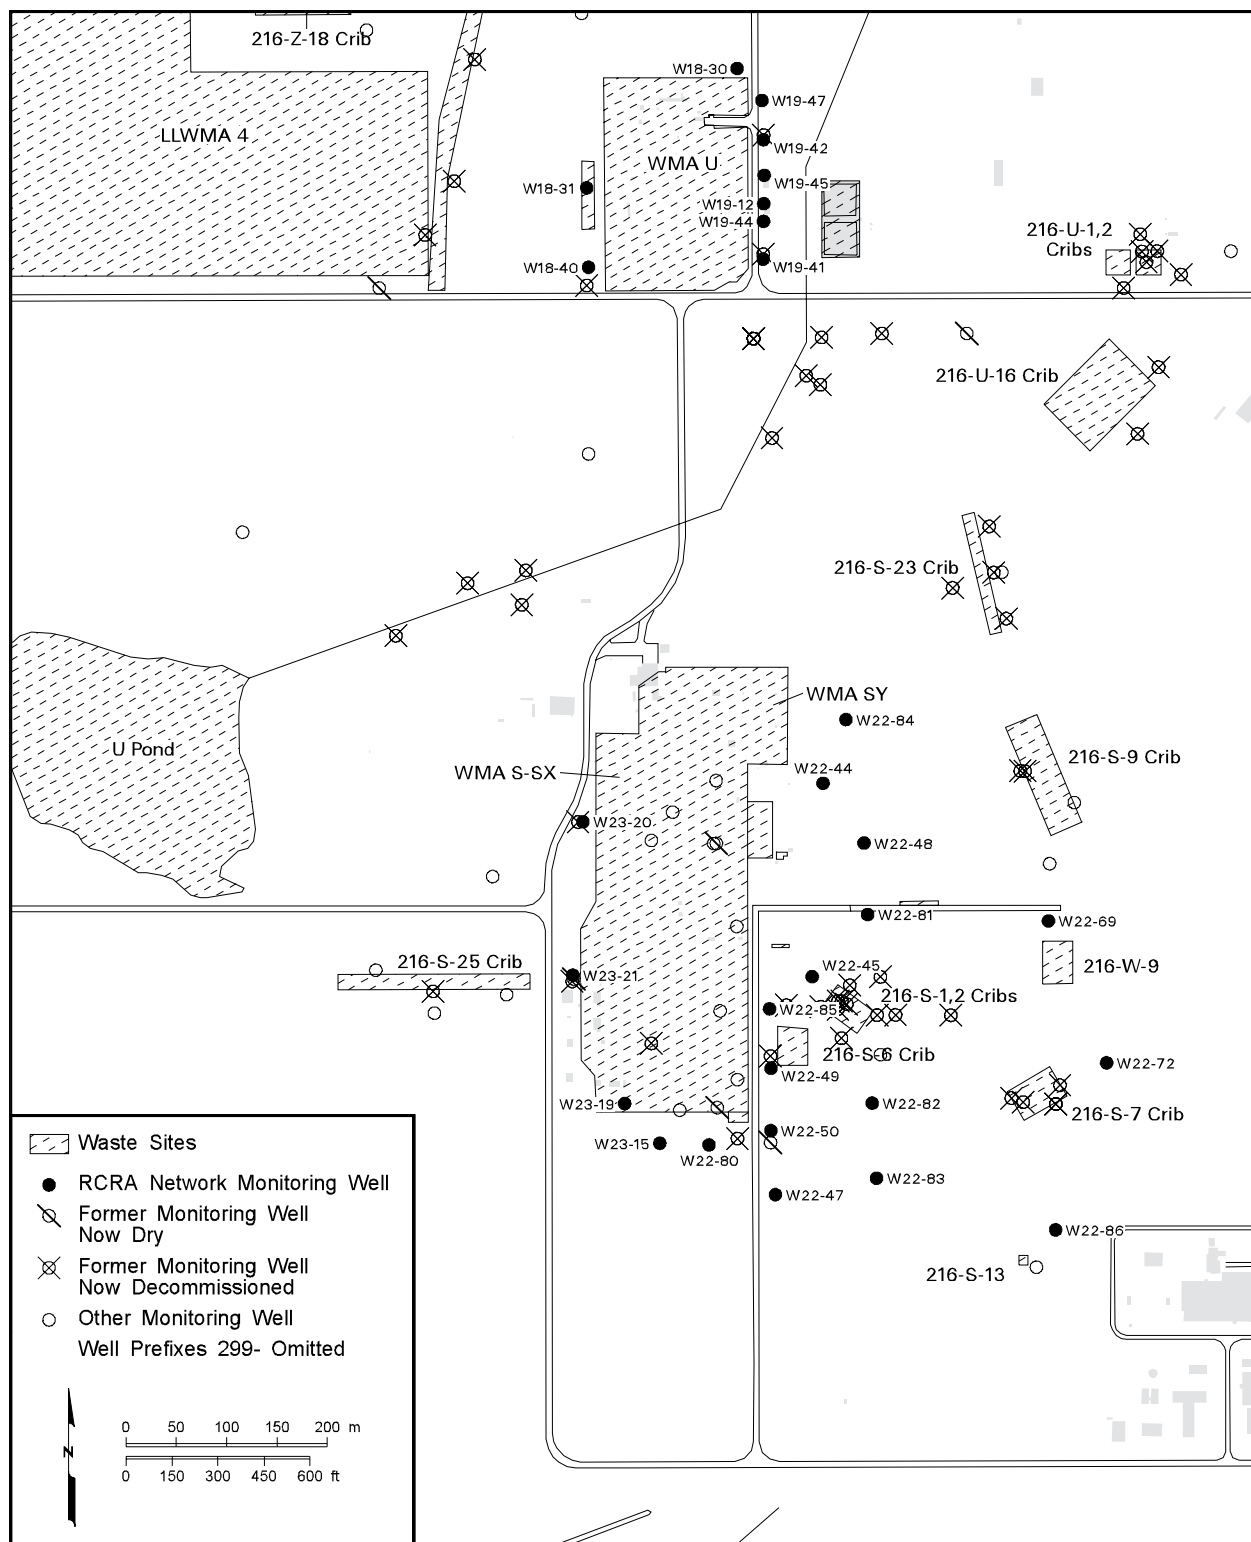 216-Z-18 Crib
W18-30
W19-47
LLWMA 4
W19-42
WMA U
W19-45
W18-31
W19-12
W19-44
216-U-1,2
Cribs
W18-40
W19-41
216-U-16 Crib
216-S-23 Crib
WMA SY
W22-84
U Pond
216-S-9 Crib
WMA S-SX
W22-44
W23-20
W22-48
W22-81
W22-69
216-S-25 Crib
W22-45
216-W-9
W23-21
216-S-1,2 Cribs
W22-85
216-S-6 Crib
W22-72
W22-49
W23-19
W22-82
216-S-7 Crib
W22-50
W23-15
W22-80
W22-83
W22-47
W22-86
216-S-13
Waste Sites
RCRA Network Monitoring Well
Former Monitoring Well
Now Dry
Former Monitoring Well
Now Decommissioned
Other Monitoring Well
Well Prefixes 299- Omitted
N
0 50 100 150 200 m
0 150 300 450 600 ft